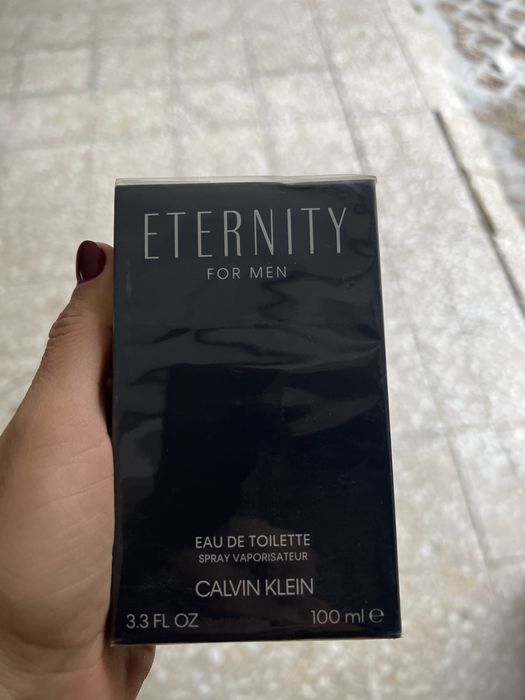 ETERNITY
FOR MEN
EAU DE TOILETTE
SPRAY VAPORISATEUR
CALVIN KLEIN
3.3 FL OZ 100 ml ℮